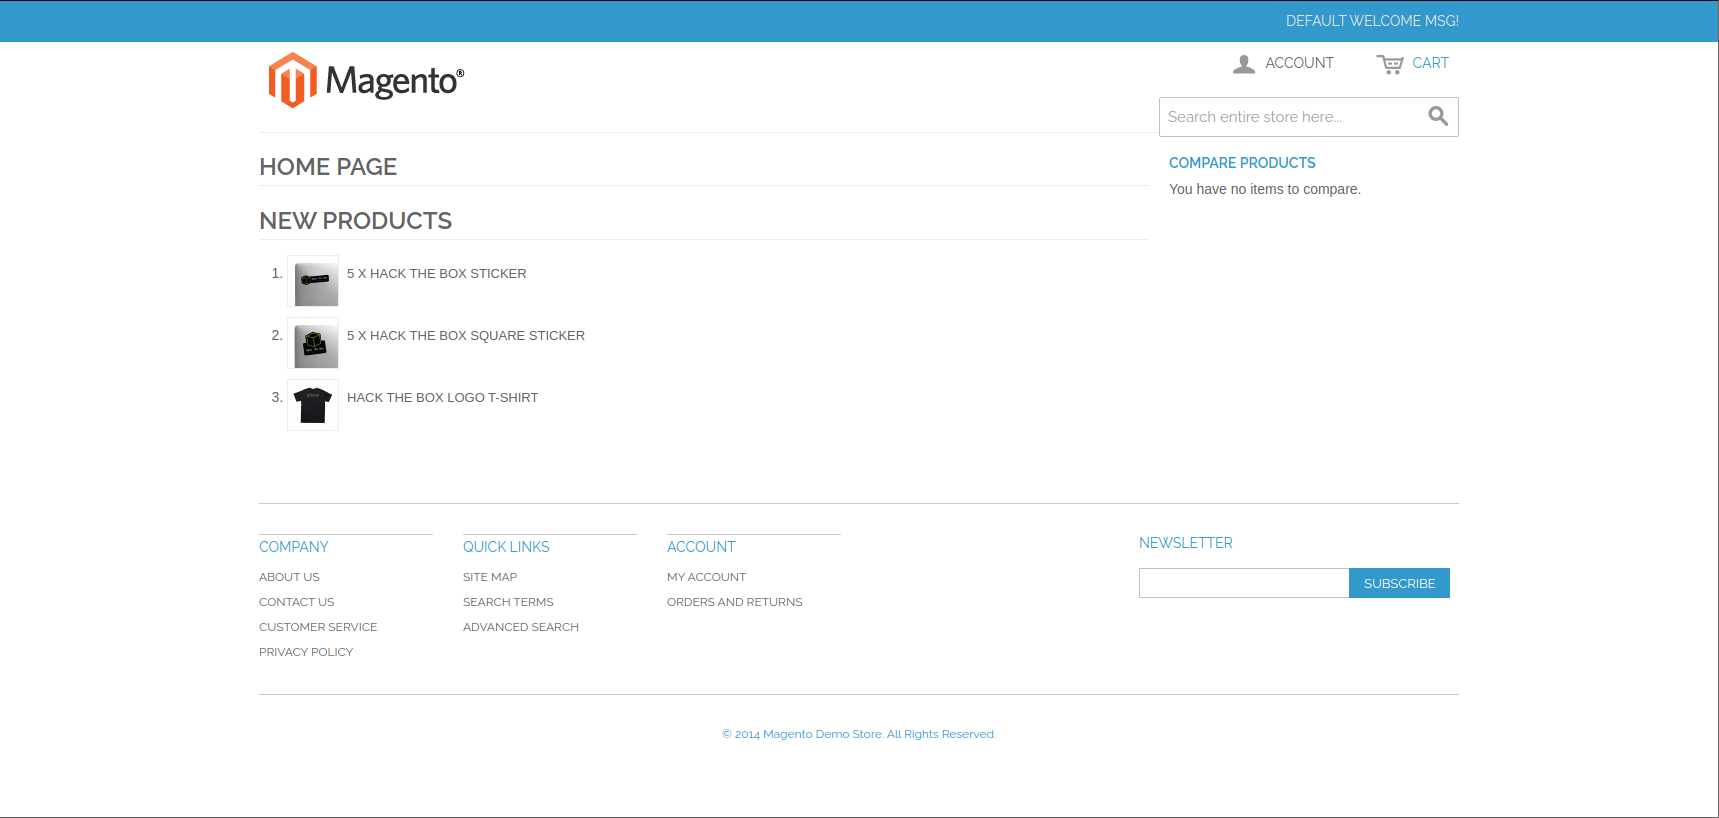 DEFAULT WELCOME MSG!
Magento®
ACCOUNT
CART
Search entire store here...
HOME PAGE
COMPARE PRODUCTS
You have no items to compare.
NEW PRODUCTS
1. 5 X HACK THE BOX STICKER
2. 5 X HACK THE BOX SQUARE STICKER
3. HACK THE BOX LOGO T-SHIRT
COMPANY
ABOUT US
CONTACT US
CUSTOMER SERVICE
PRIVACY POLICY
QUICK LINKS
SITE MAP
SEARCH TERMS
ADVANCED SEARCH
ACCOUNT
MY ACCOUNT
ORDERS AND RETURNS
NEWSLETTER
SUBSCRIBE
© 2014 Magento Demo Store. All Rights Reserved.